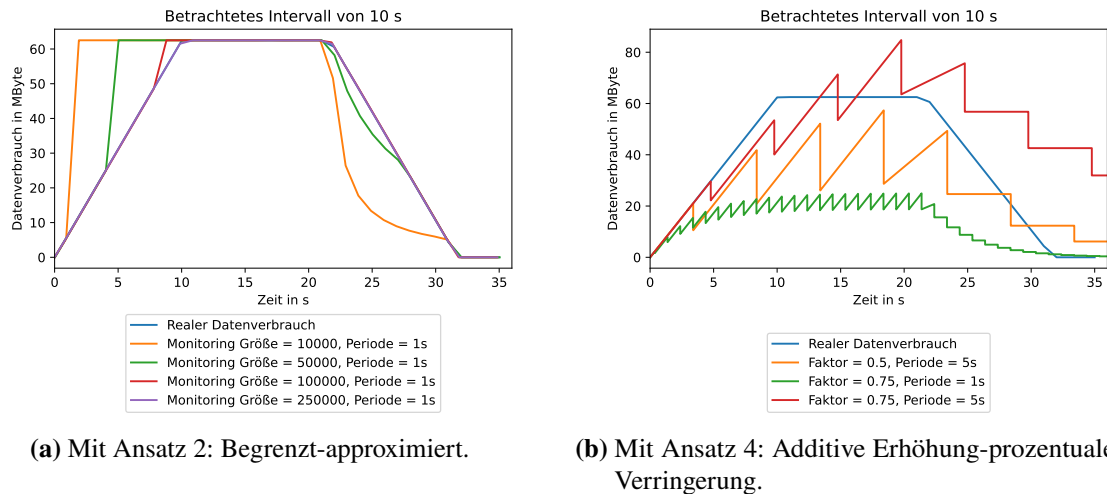 Betrachtetes Intervall von 10 s
Datenverbrauch in MByte
60
50
40
30
20
10
0
0 5 10 15 20 25 30 35
Zeit in s
Realer Datenverbrauch
Monitoring Größe = 10000, Periode = 1s
Monitoring Größe = 50000, Periode = 1s
Monitoring Größe = 100000, Periode = 1s
Monitoring Größe = 250000, Periode = 1s
(a) Mit Ansatz 2: Begrenzt-approximiert.
Betrachtetes Intervall von 10 s
Datenverbrauch in MByte
80
60
40
20
0
0 5 10 15 20 25 30 35
Zeit in s
Realer Datenverbrauch
Faktor = 0.5, Periode = 5s
Faktor = 0.75, Periode = 1s
Faktor = 0.75, Periode = 5s
(b) Mit Ansatz 4: Additive Erhöhung-prozentuale
Verringerung.